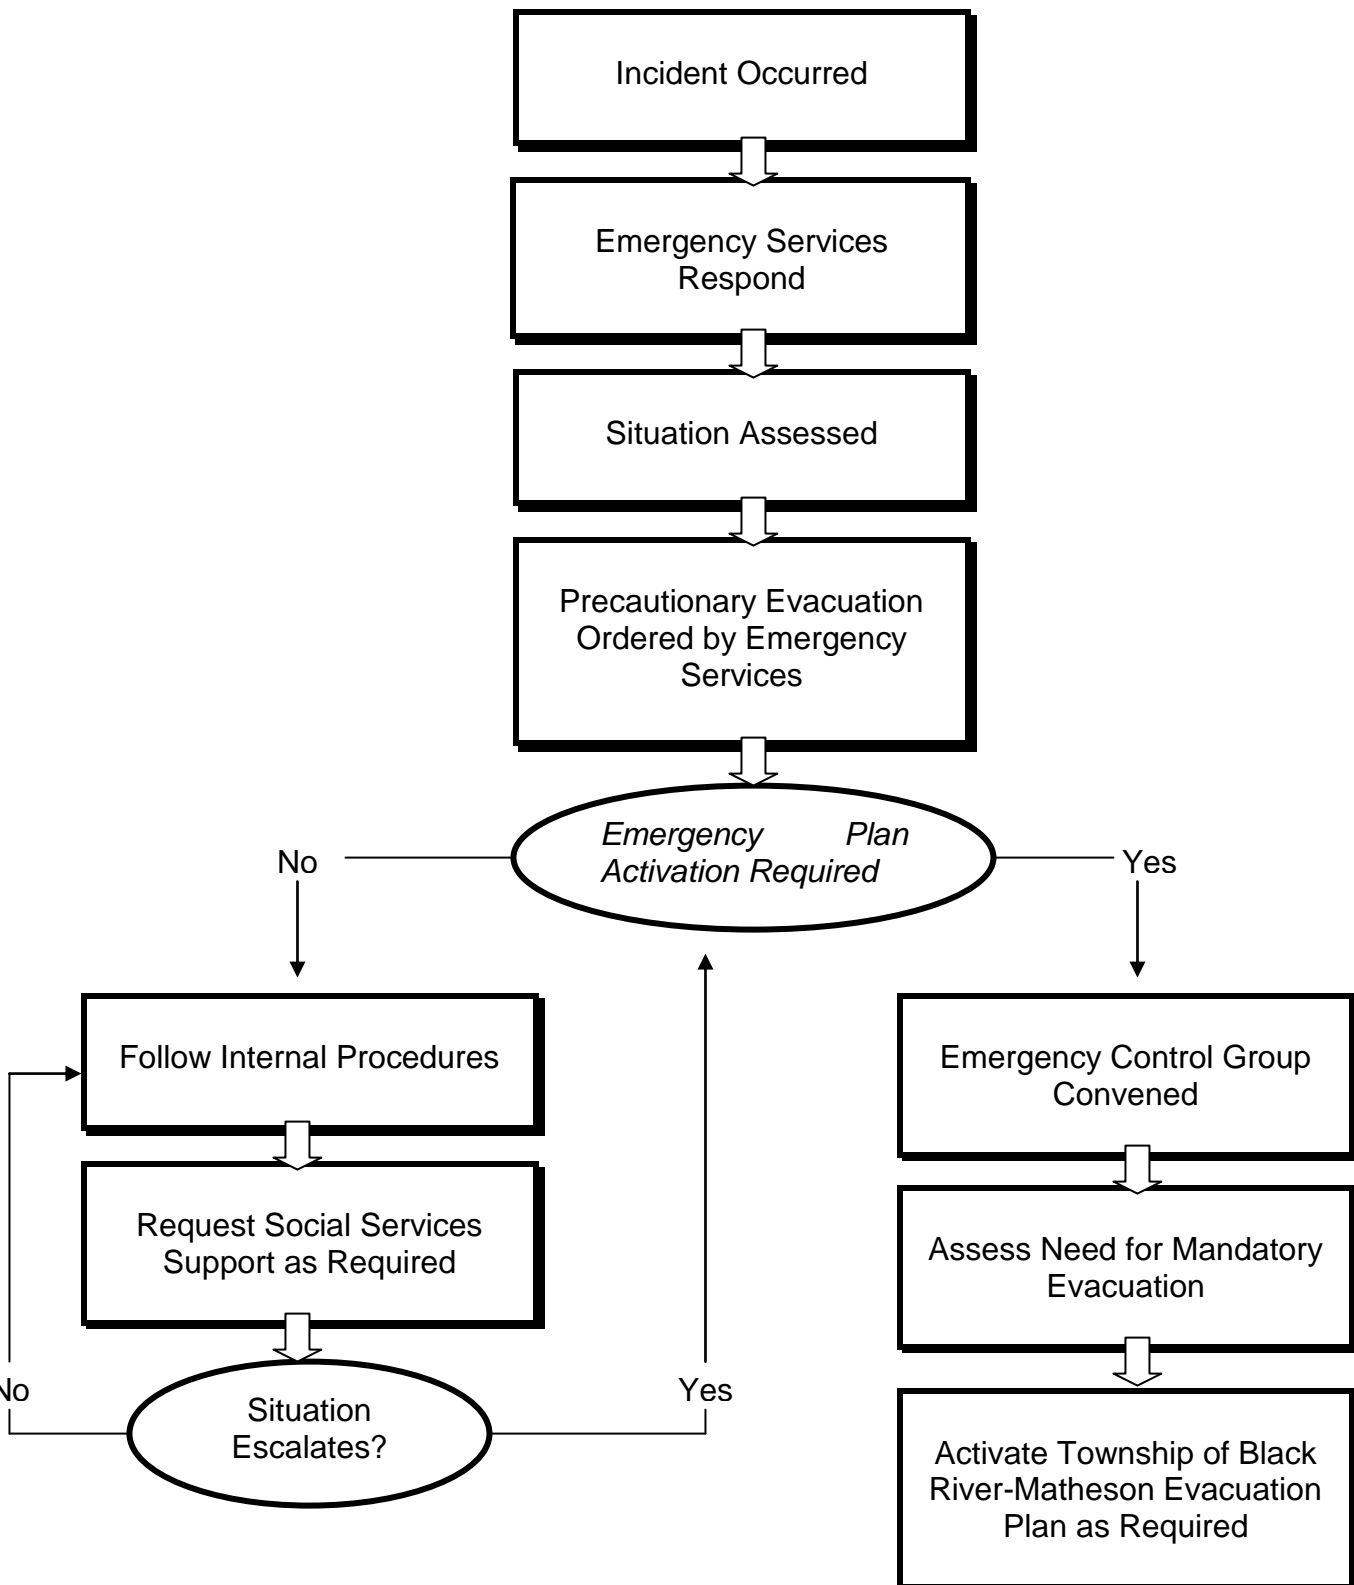 Incident Occurred
Emergency Services
Respond
Situation Assessed
Precautionary Evacuation
Ordered by Emergency
Services
Emergency Plan
Activation Required
No
Yes
Follow Internal Procedures
Emergency Control Group
Convened
Request Social Services
Support as Required
Assess Need for Mandatory
Evacuation
No
Yes
Situation
Escalates?
Activate Township of Black
River-Matheson Evacuation
Plan as Required